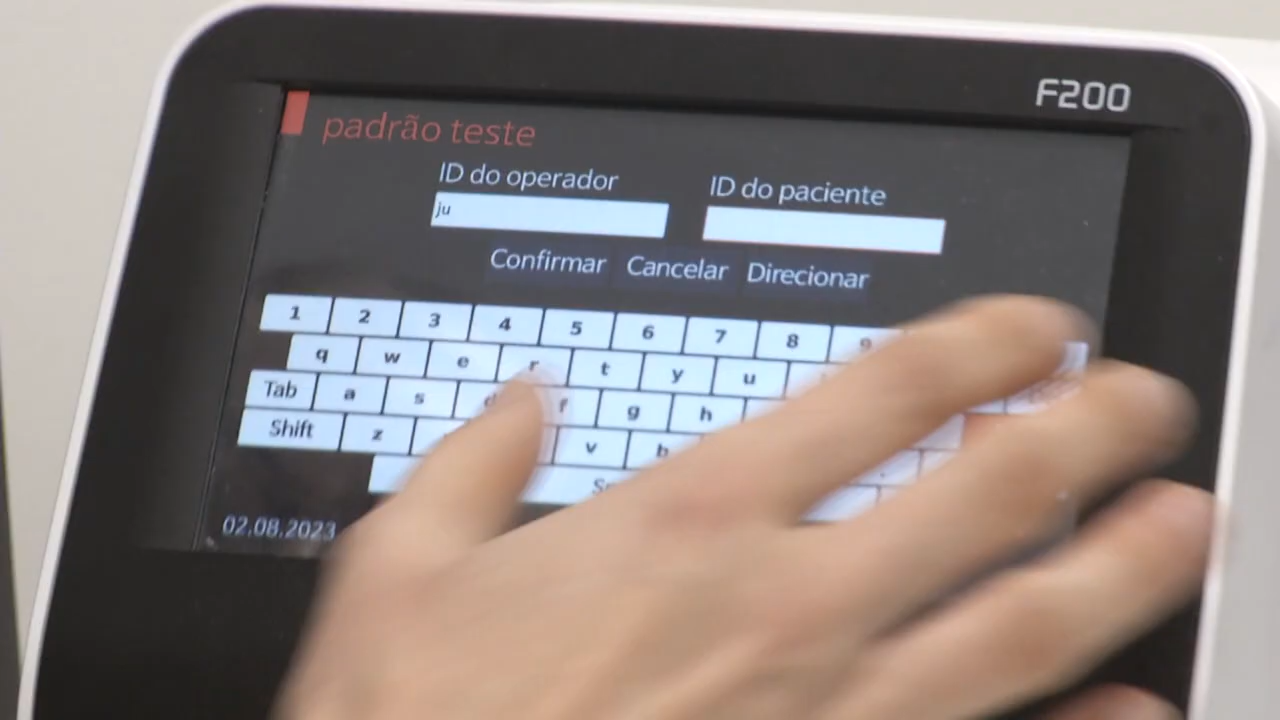 F200
padrão teste
ID do operador ID do paciente
ju
Confirmar Cancelar Direcionar
1 2 3 4 5 6 7 8 9
q w e r t y u
Tab a s d f g h
Shift z v b
02.08.2023